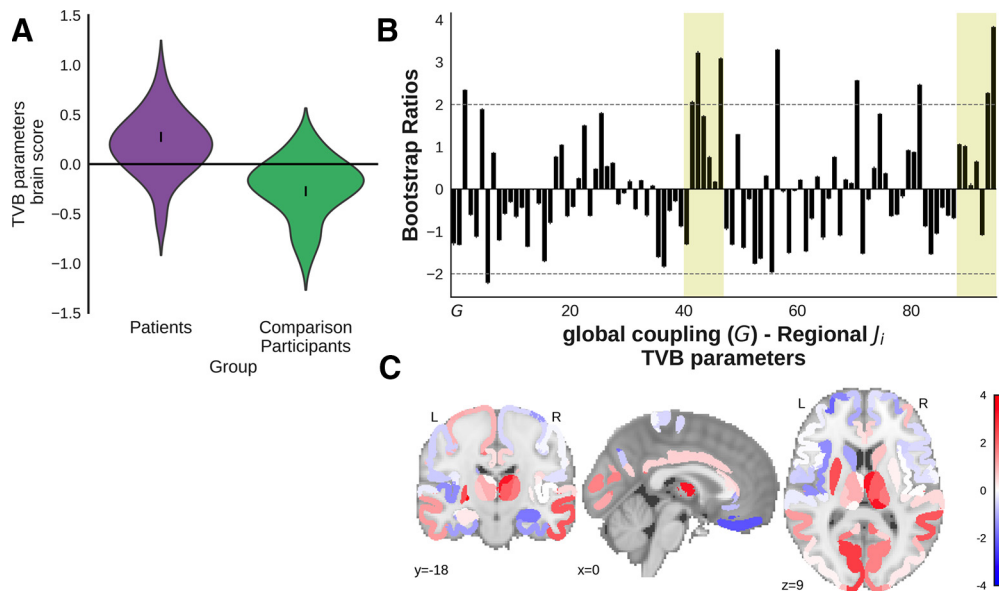 A
1.5
1.0
0.5
0.0
−0.5
−1.0
−1.5
TVB parameters
brain score
Patients
Comparison
Participants
Group
B
4
3
2
1
0
−1
−2
Bootstrap Ratios
G
20
40
60
80
global coupling (G) - Regional Ji
TVB parameters
C
L
R
y=-18
x=0
L
R
z=9
4
2
0
-2
-4